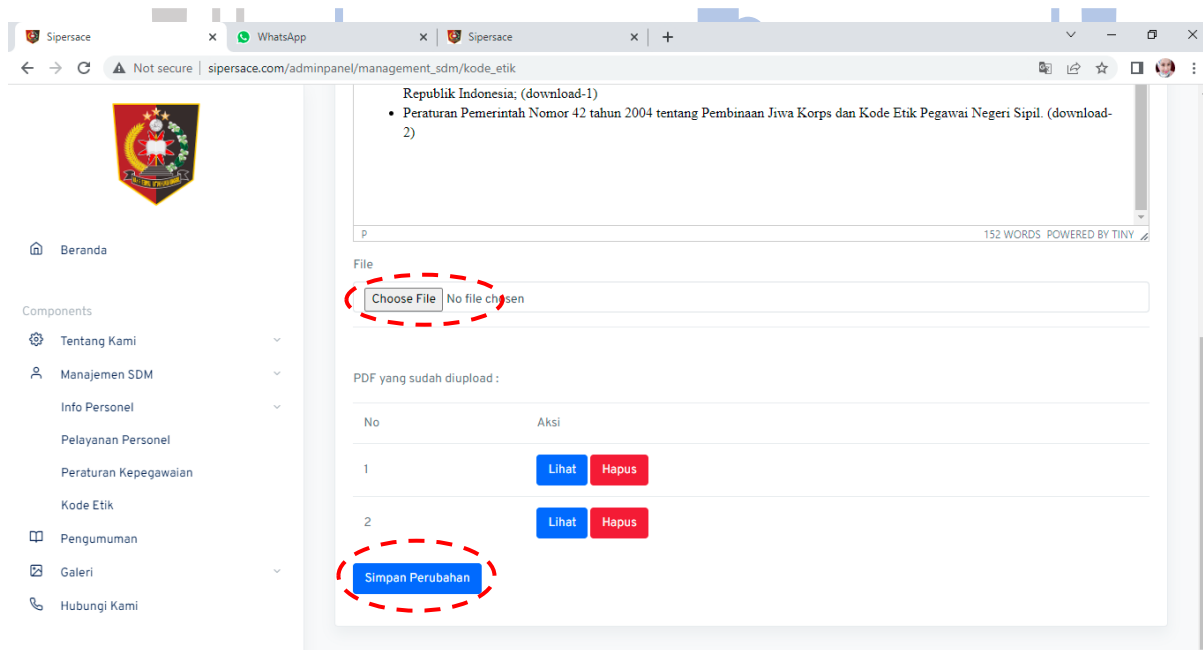 Sipersace
WhatsApp
Sipersace
Not secure sipersace.com/adminpanel/management_sdm/kode_etik
Republik Indonesia; (download-1)
• Peraturan Pemerintah Nomor 42 tahun 2004 tentang Pembinaan Jiwa Korps dan Kode Etik Pegawai Negeri Sipil. (download-
2)
P
152 WORDS POWERED BY TINY
Beranda
Components
Tentang Kami
Manajemen SDM
Info Personel
Pelayanan Personel
Peraturan Kepegawaian
Kode Etik
Pengumuman
Galeri
Hubungi Kami
File
Choose File No file chosen
PDF yang sudah diupload :
No Aksi
1 Lihat Hapus
2 Lihat Hapus
Simpan Perubahan